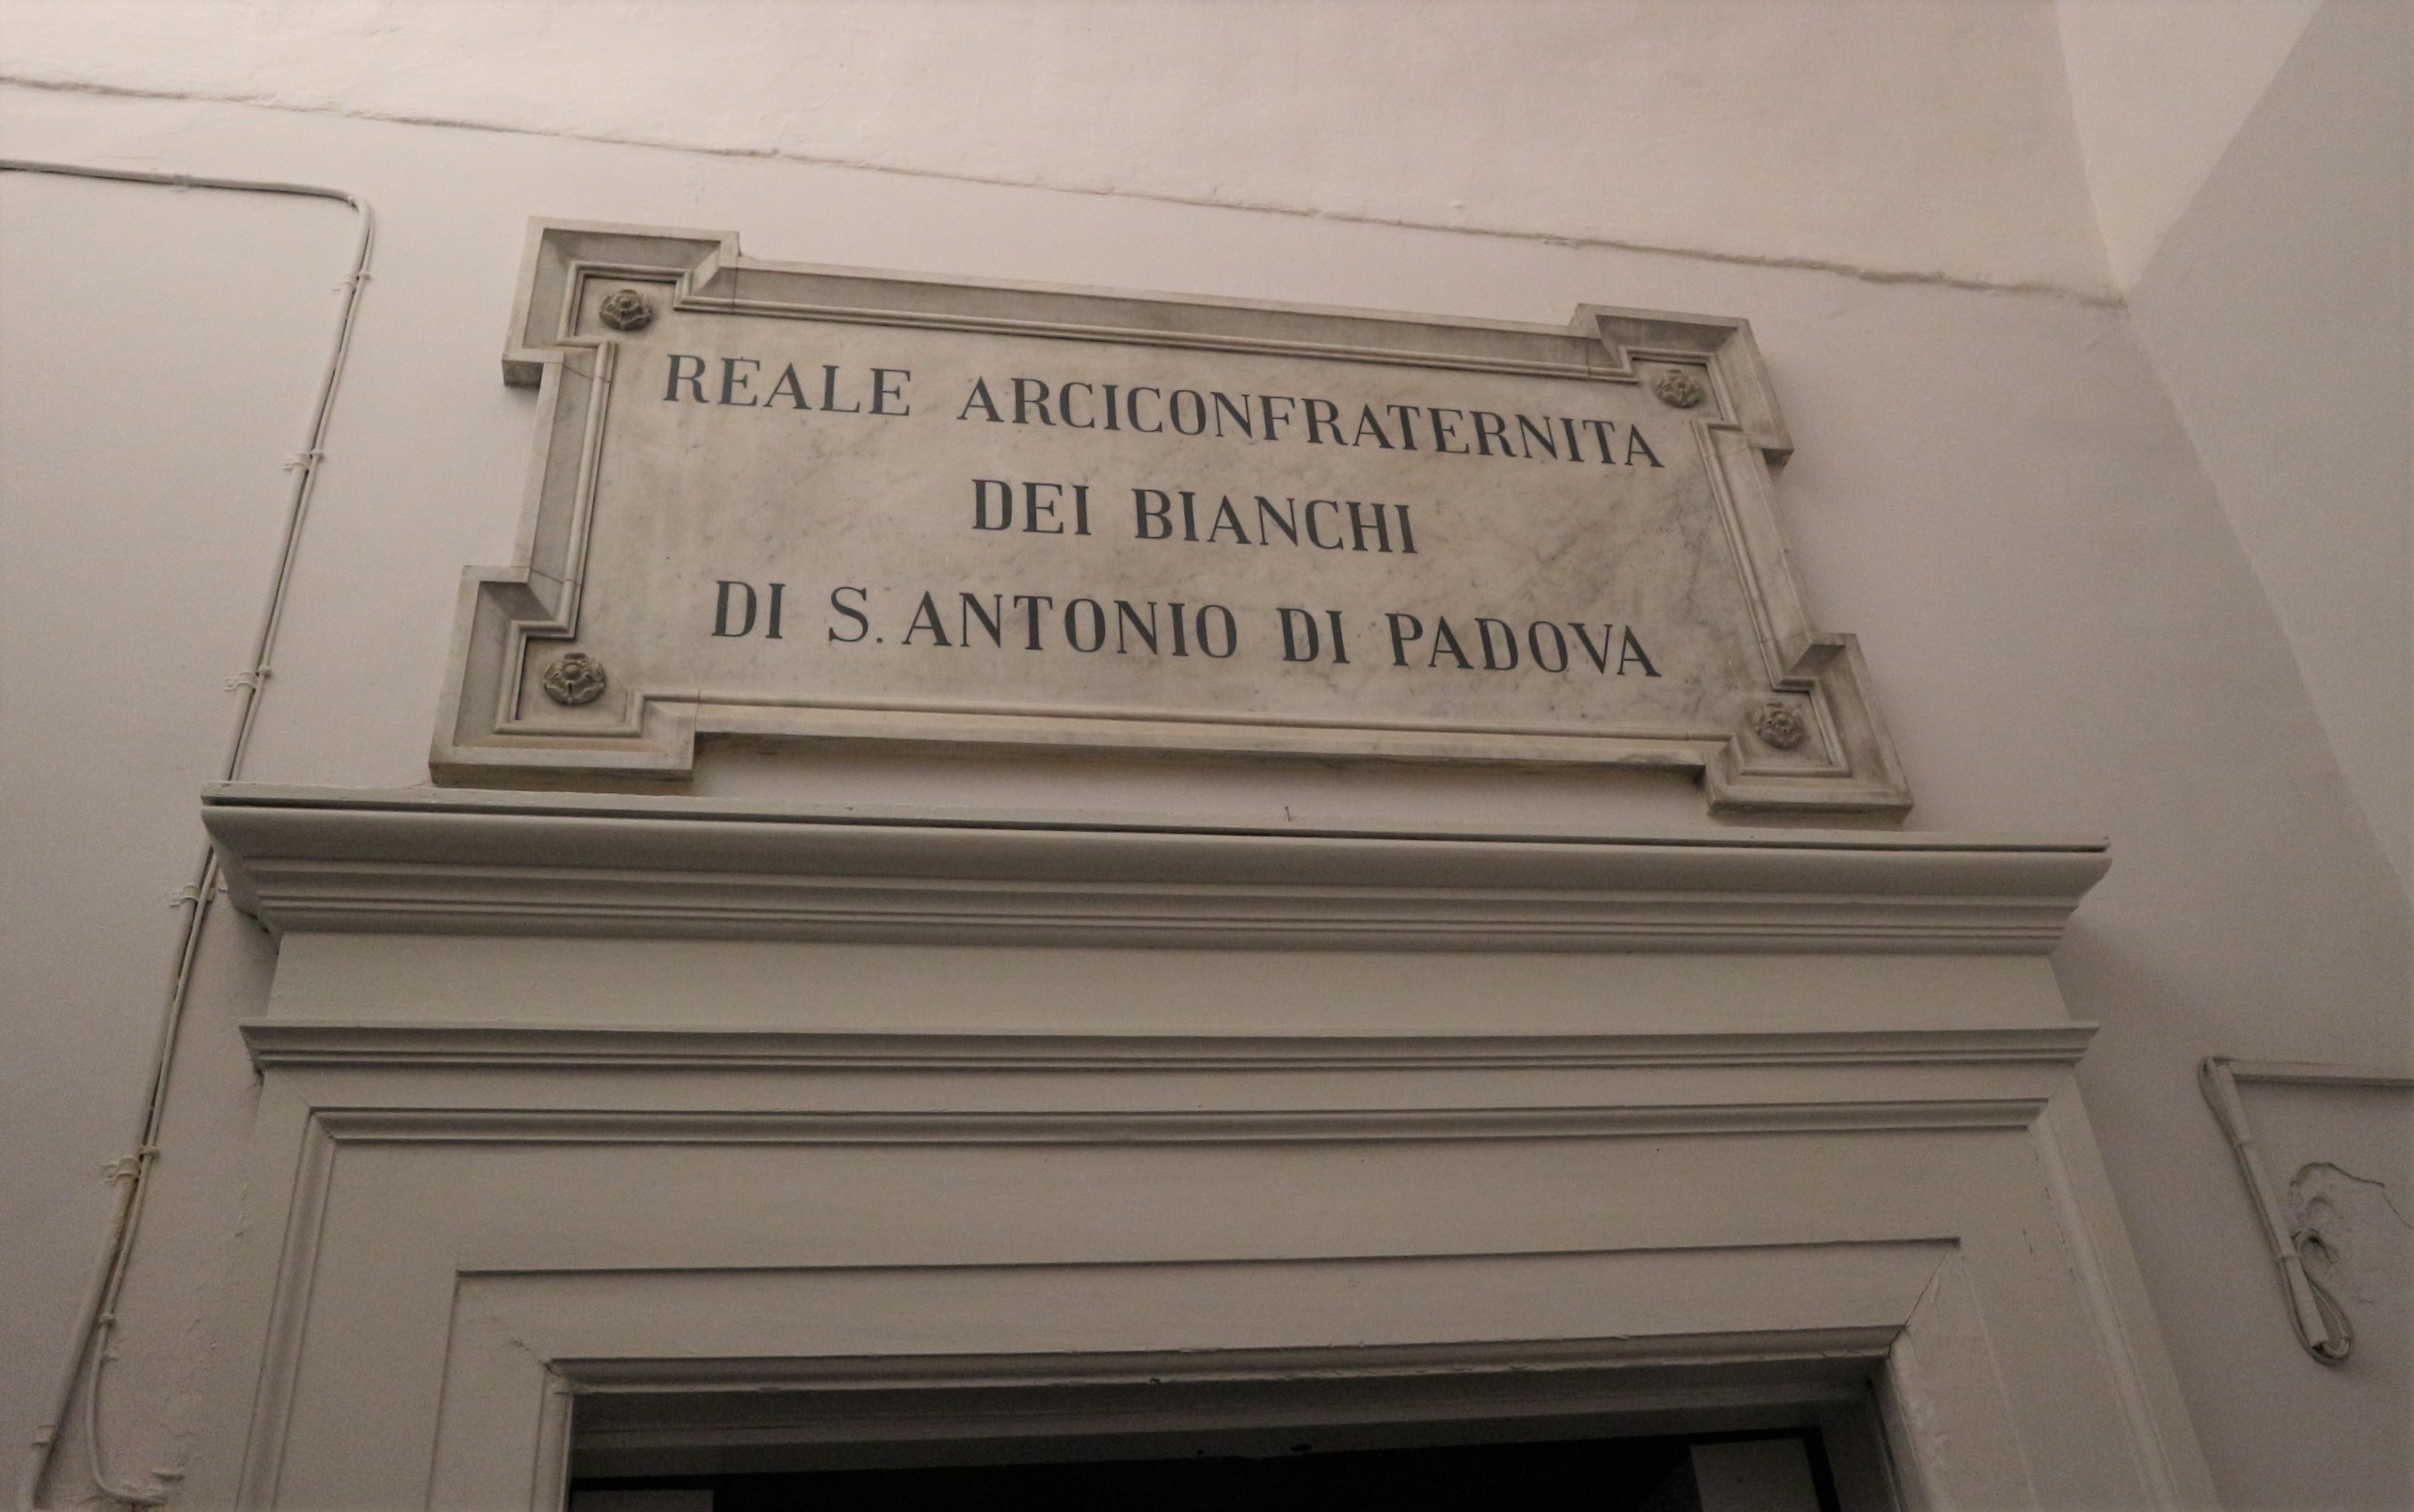 REALE ARCICONFRATERNITA
DEI BIANCHI
DI S. ANTONIO DI PADOVA